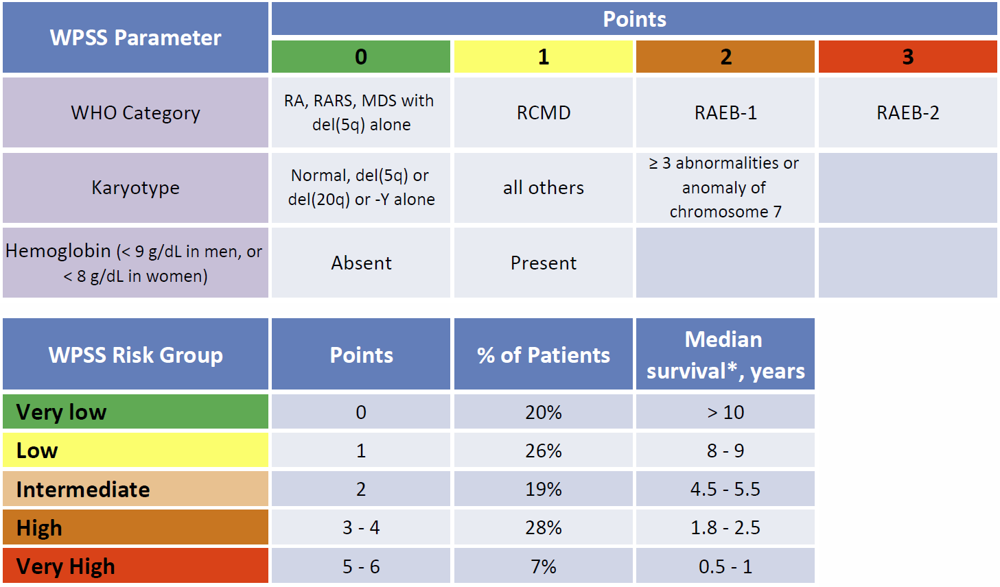 WPSS Parameter
Points
0
1
2
3
WHO Category
RA, RARS, MDS with
del(5q) alone
RCMD
RAEB-1
RAEB-2
Karyotype
Normal, del(5q) or
del(20q) or -Y alone
all others
≥ 3 abnormalities or
anomaly of
chromosome 7
Hemoglobin (< 9 g/dL in men, or
< 8 g/dL in women)
Absent
Present
WPSS Risk Group
Points
% of Patients
Median
survival*, years
Very low
0
20%
> 10
Low
1
26%
8 - 9
Intermediate
2
19%
4.5 - 5.5
High
3 - 4
28%
1.8 - 2.5
Very High
5 - 6
7%
0.5 - 1